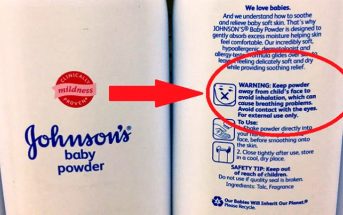 CLINICALLY
mildness
PROVEN
Johnson's
baby
powder
We love babies.
And we understand how to soothe
and relieve baby soft skin. That's why
JOHNSON'S® Baby Powder is designed to
gently absorb excess moisture helping skin
feel comfortable. Our incredibly soft,
hypoallergenic, dermatologist and
allergy-tested formula glides over
leave feeling delicately soft and dry
while providing soothing relief.
WARNING: Keep powder
away from child's face to
avoid inhalation, which can
cause breathing problems.
Avoid contact with the eyes.
For external use only.
To Use:
Shake powder directly into
your hand
face, before smoothing onto
the skin.
2. Close tightly after use, store
in a cool, dry place.
SAFETY TIP: Keep out
of reach of children.
Do not use if quality seal is broken.
Ingredients: Talc, Fragrance
Our Babies Will Inherit Our Planet!
Please Recycle.